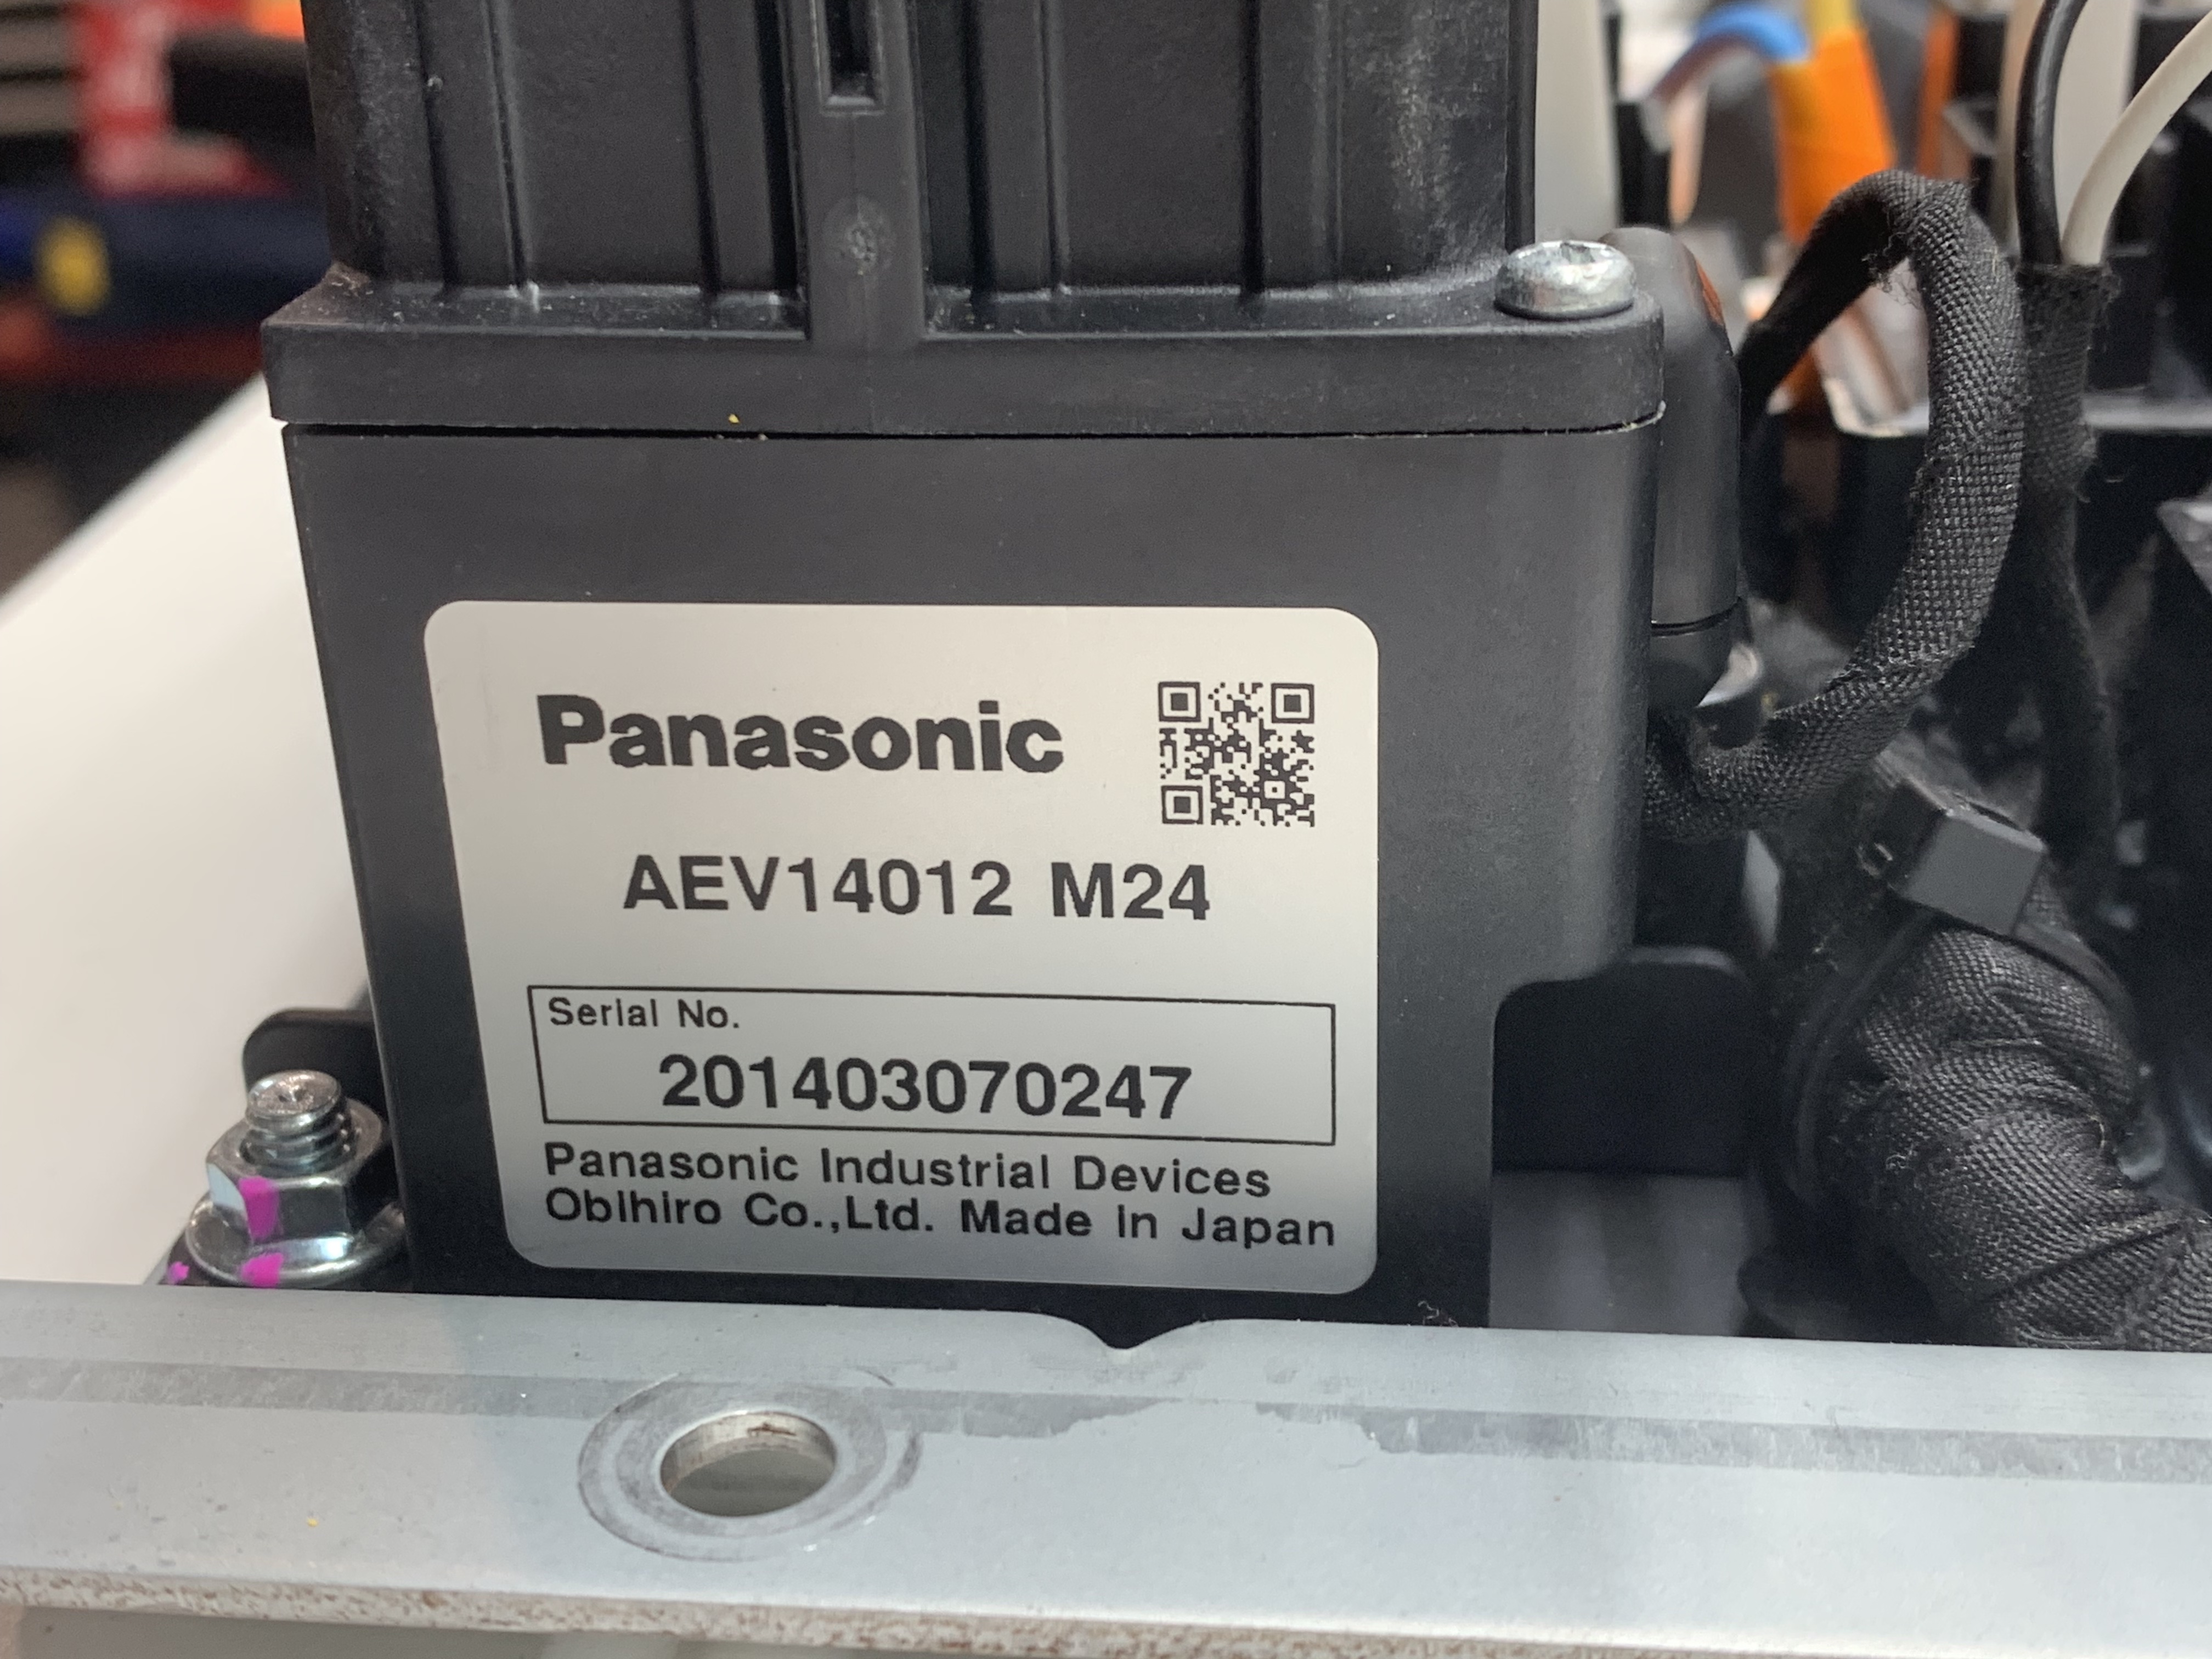 Panasonic
AEV14012 M24
Serial No.
201403070247
Panasonic Industrial Devices
Obihiro Co.,Ltd. Made in Japan